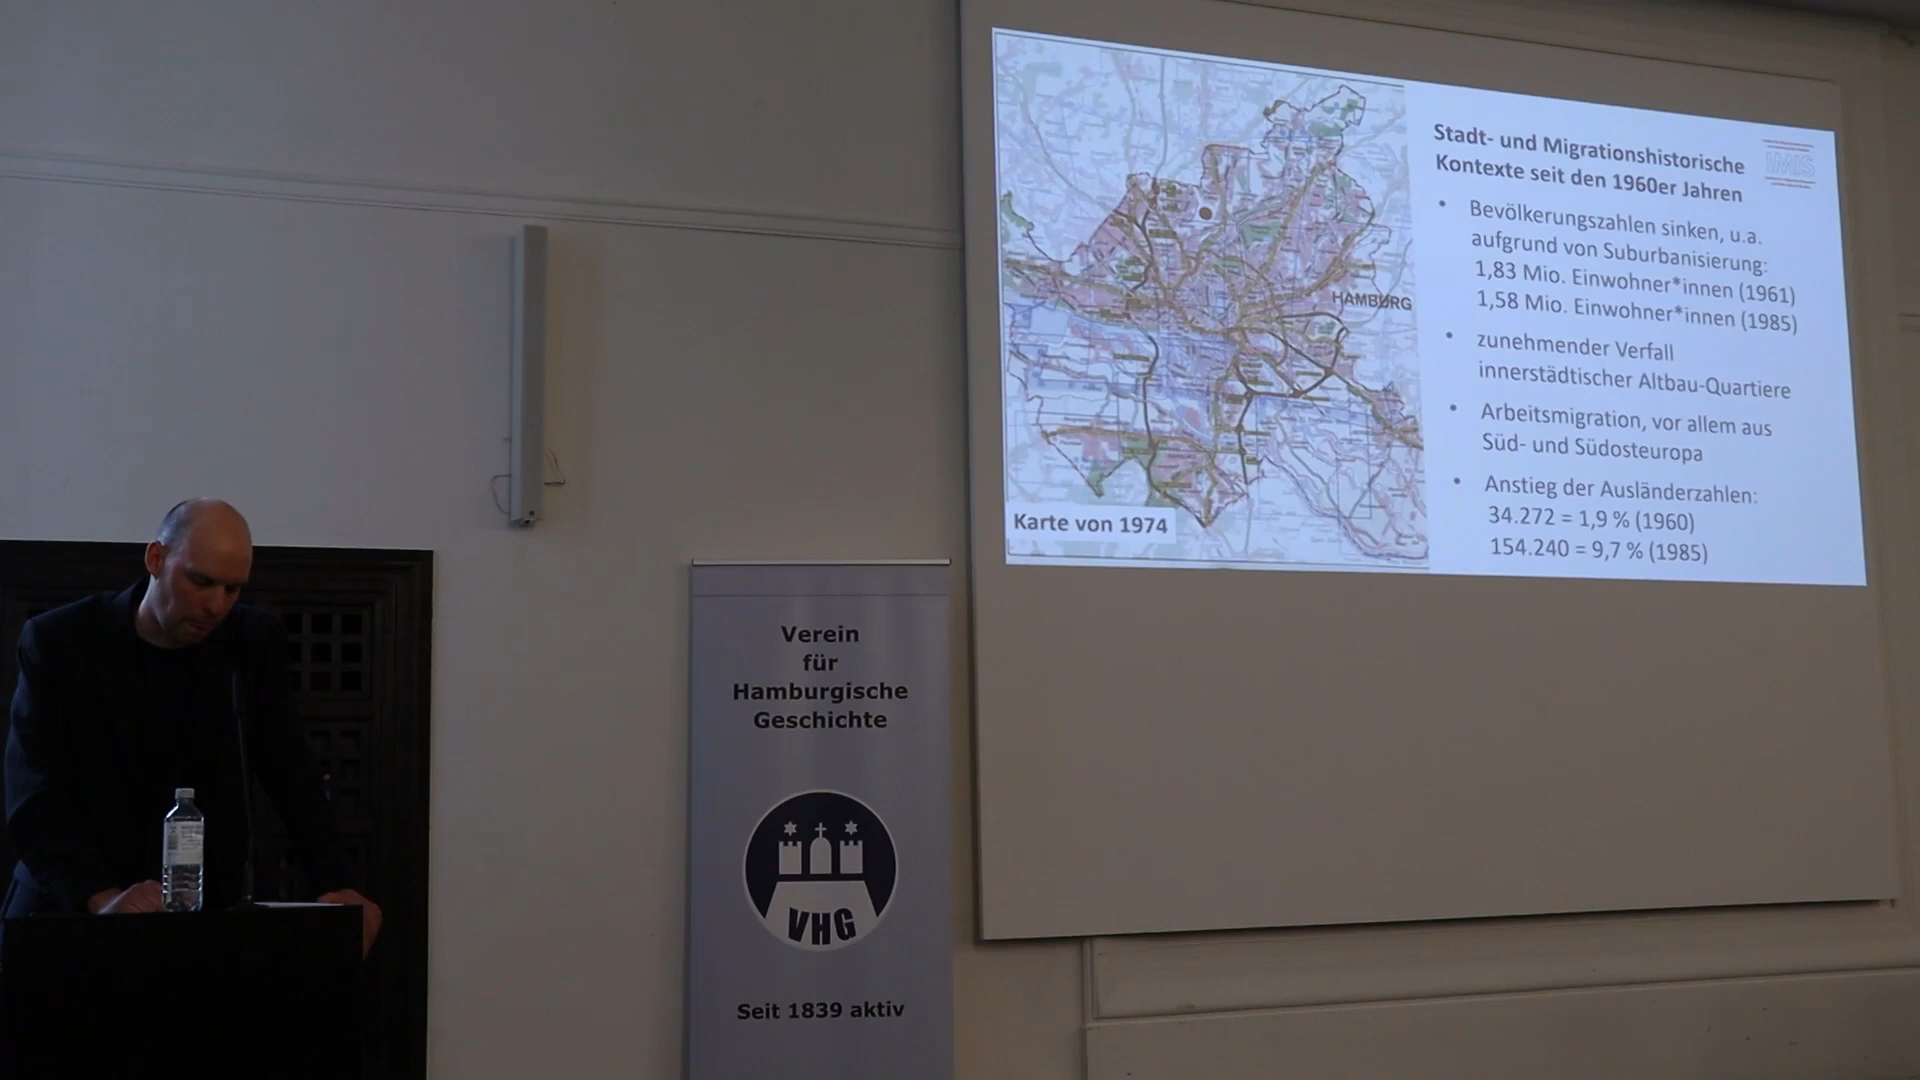 Stadt- und Migrationshistorische
Kontexte seit den 1960er Jahren
IMIS
• Bevölkerungszahlen sinken, u.a.
aufgrund von Suburbanisierung:
1,83 Mio. Einwohner*innen (1961)
1,58 Mio. Einwohner*innen (1985)
• zunehmender Verfall
innerstädtischer Altbau-Quartiere
• Arbeitsmigration, vor allem aus
Süd- und Südosteuropa
• Anstieg der Ausländerzahlen:
34.272 = 1,9 % (1960)
154.240 = 9,7 % (1985)
HAMBURG
Karte von 1974
Verein
für
Hamburgische
Geschichte
VHG
Seit 1839 aktiv